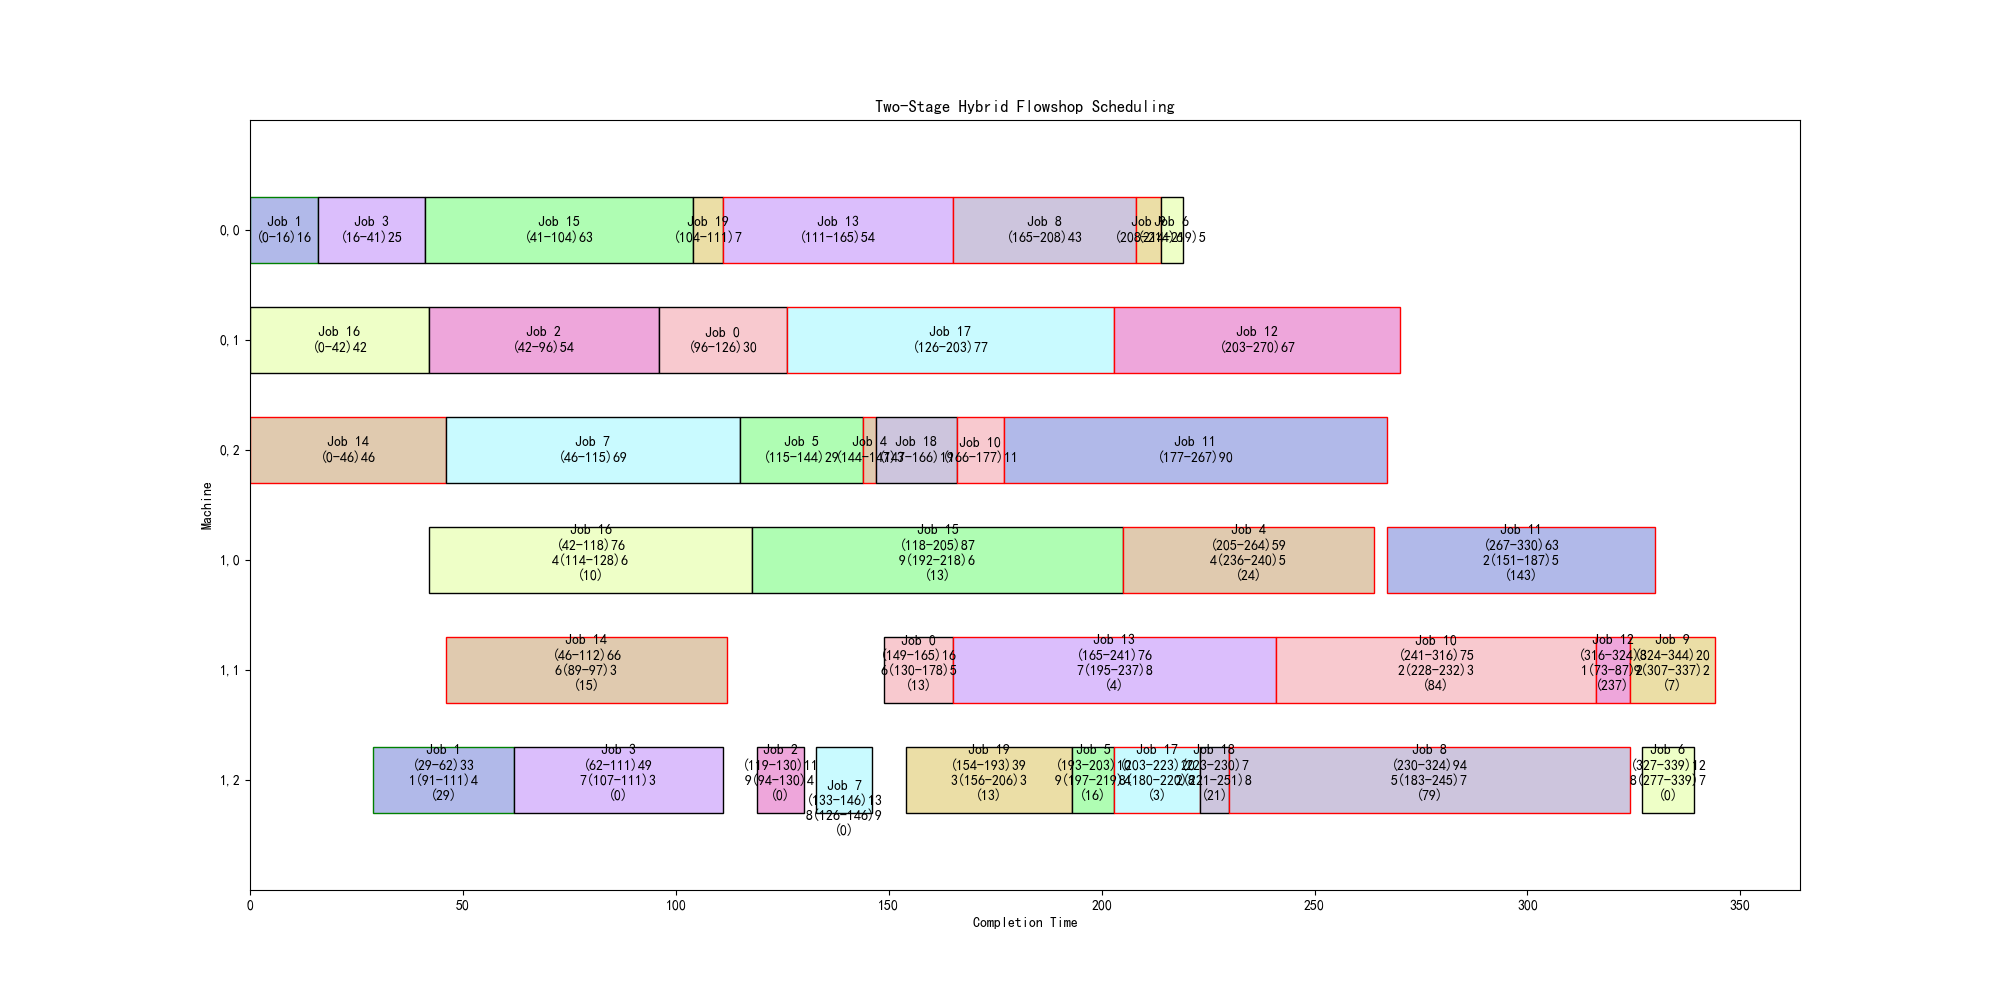 Two-Stage Hybrid Flowshop Scheduling
0,0
Job 1
(0-16)16
Job 3
(16-41)25
Job 15
(41-104)63
Job 19
(104-111)7
Job 13
(111-165)54
Job 8
(165-208)43
Job 9
Job 6
(214-219)5
0,1
Job 16
(0-42)42
Job 2
(42-96)54
Job 0
(96-126)30
Job 17
(126-203)77
Job 12
(203-270)67
0,2
Job 14
(0-46)46
Job 7
(46-115)69
Job 5
(115-144)29
Job 4
(144-147)3
Job 18
(147-166)19
Job 10
(166-177)11
Job 11
(177-267)90
Machine
1,0
Job 16
(42-118)76
4(114-128)6
(10)
Job 15
(118-205)87
9(192-218)6
(13)
Job 4
(205-264)59
4(236-240)5
(24)
Job 11
(267-330)63
2(151-187)5
(143)
1,1
Job 14
(46-112)66
6(89-97)3
(15)
Job 0
(149-165)16
6(130-178)5
(13)
Job 13
(165-241)76
7(195-237)8
(4)
Job 10
(241-316)75
2(228-232)3
(84)
Job 12
(316-324)8
1(73-87)9
(237)
Job 9
(324-344)20
2(307-337)2
(7)
1,2
Job 1
(29-62)33
1(91-111)4
(29)
Job 3
(62-111)49
7(107-111)3
(0)
Job 2
(119-130)11
9(94-130)4
(0)
Job 7
(133-146)13
8(126-146)9
(0)
Job 19
(154-193)39
3(156-206)3
(13)
Job 5
(193-203)10
9(197-219)4
(16)
Job 17
(203-223)20
8(180-220)8
(3)
Job 18
(223-230)7
2(221-251)8
(21)
Job 8
(230-324)94
5(183-245)7
(79)
Job 6
(327-339)12
8(277-339)7
(0)
0
50
100
150
200
250
300
350
Completion Time